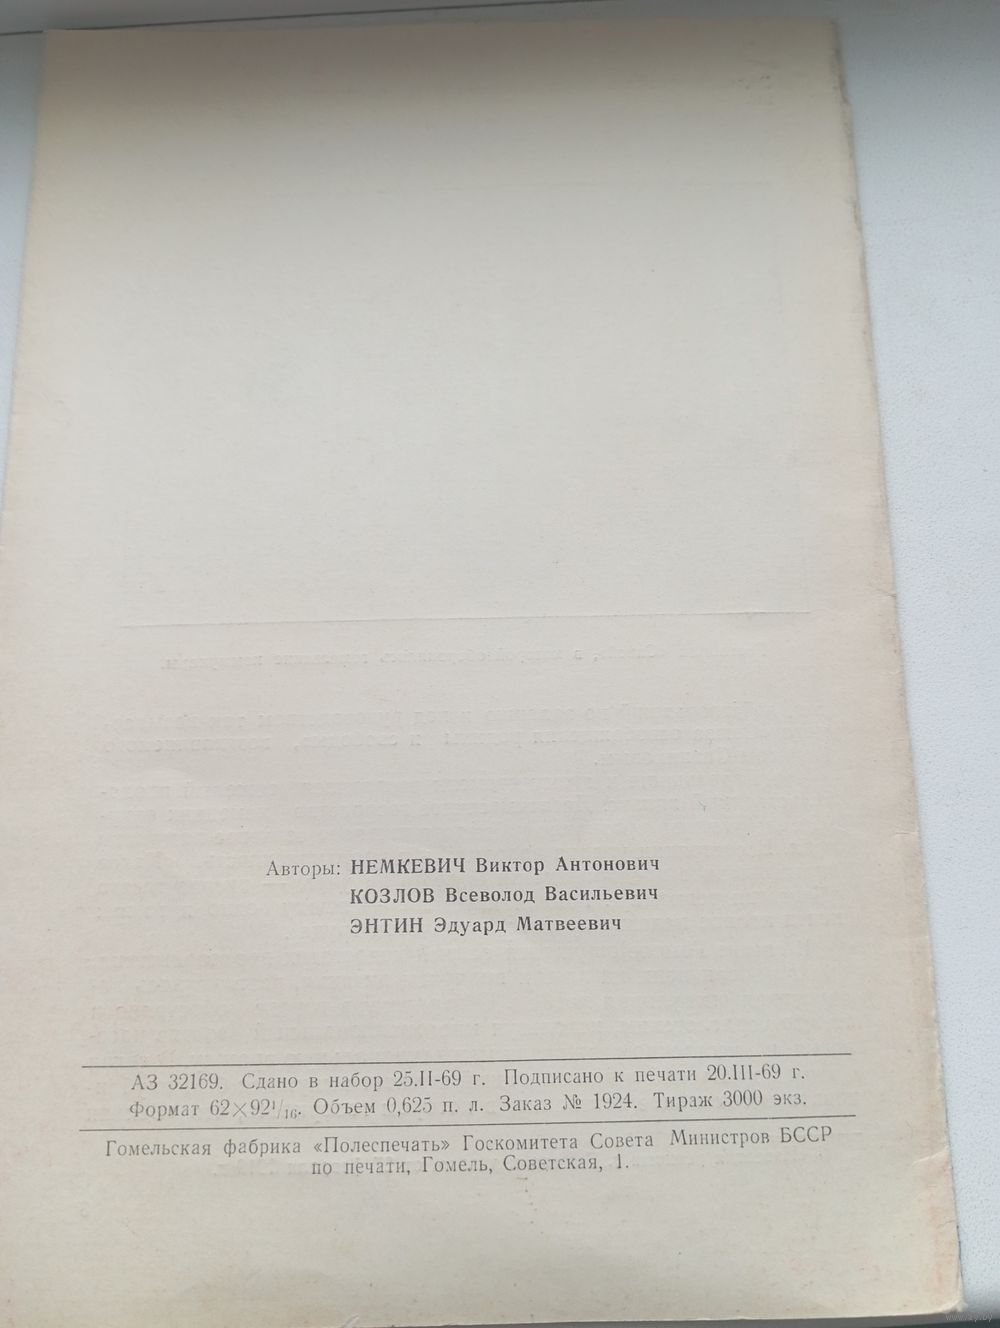 Авторы: НЕМКЕВИЧ Виктор Антонович
КОЗЛОВ Всеволод Васильевич
ЭНТИН Эдуард Матвеевич
АЗ 32169. Сдано в набор 25.II-69 г. Подписано к печати 20.III-69 г.
Формат 62×92¹/₁₆. Объем 0,625 п. л. Заказ № 1924. Тираж 3000 экз.
Гомельская фабрика «Полеспечать» Госкомитета Совета Министров БССР
по печати, Гомель, Советская, 1.